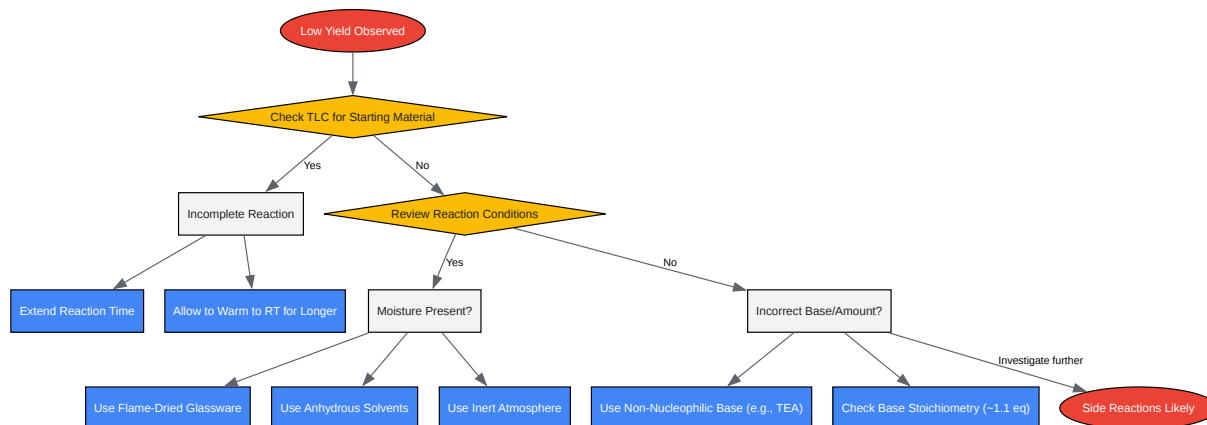 Low Yield Observed
Check TLC for Starting Material
Yes
No
Incomplete Reaction
Review Reaction Conditions
Yes
No
Extend Reaction Time
Allow to Warm to RT for Longer
Moisture Present?
Incorrect Base/Amount?
Investigate further
Use Flame-Dried Glassware
Use Anhydrous Solvents
Use Inert Atmosphere
Use Non-Nucleophilic Base (e.g., TEA)
Check Base Stoichiometry (~1.1 eq)
Side Reactions Likely